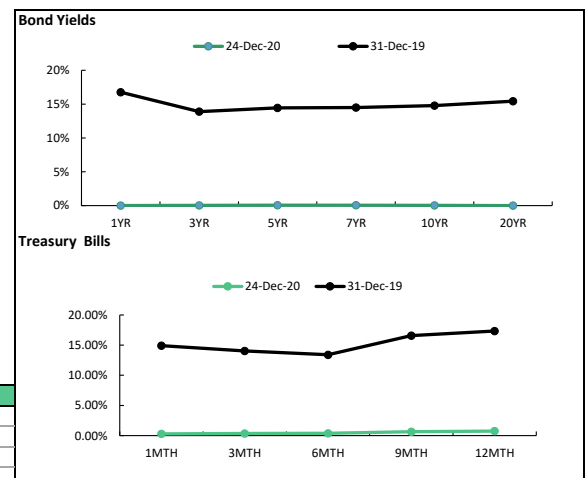 Bond Yields
24-Dec-20 31-Dec-19
20%
15%
10%
5%
0%
1YR 3YR 5YR 7YR 10YR 20YR
Treasury Bills
24-Dec-20 31-Dec-19
20.00%
15.00%
10.00%
5.00%
0.00%
1MTH 3MTH 6MTH 9MTH 12MTH